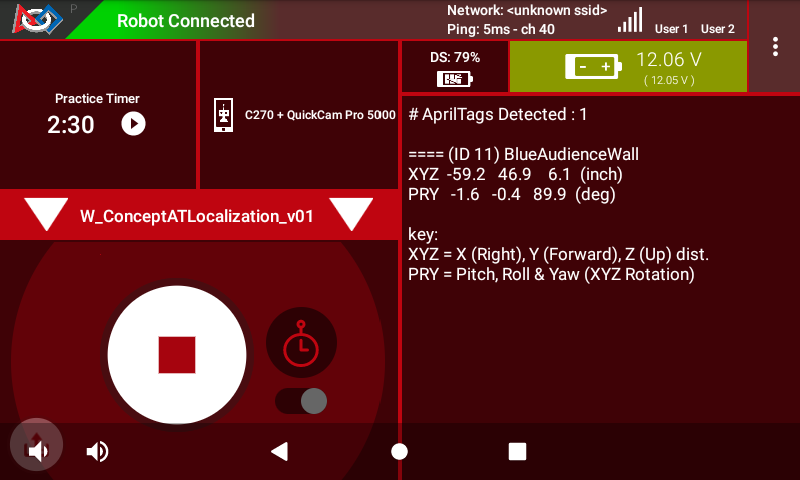 P
Robot Connected
Network: <unknown ssid>
Ping: 5ms - ch 40
User 1 User 2
DS: 79%
12.06 V
( 12.05 V )
Practice Timer
2:30
C270 + QuickCam Pro 5000
W_ConceptATLocalization_v01
# AprilTags Detected : 1
==== (ID 11) BlueAudienceWall
XYZ -59.2 46.9 6.1 (inch)
PRY -1.6 -0.4 89.9 (deg)
key:
XYZ = X (Right), Y (Forward), Z (Up) dist.
PRY = Pitch, Roll & Yaw (XYZ Rotation)